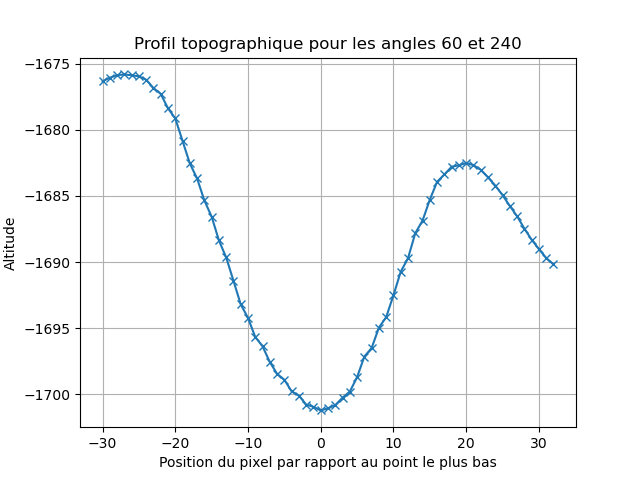 Profil topographique pour les angles 60 et 240
−1675
−1680
−1685
−1690
−1695
−1700
Altitude
−30 −20 −10 0 10 20 30
Position du pixel par rapport au point le plus bas